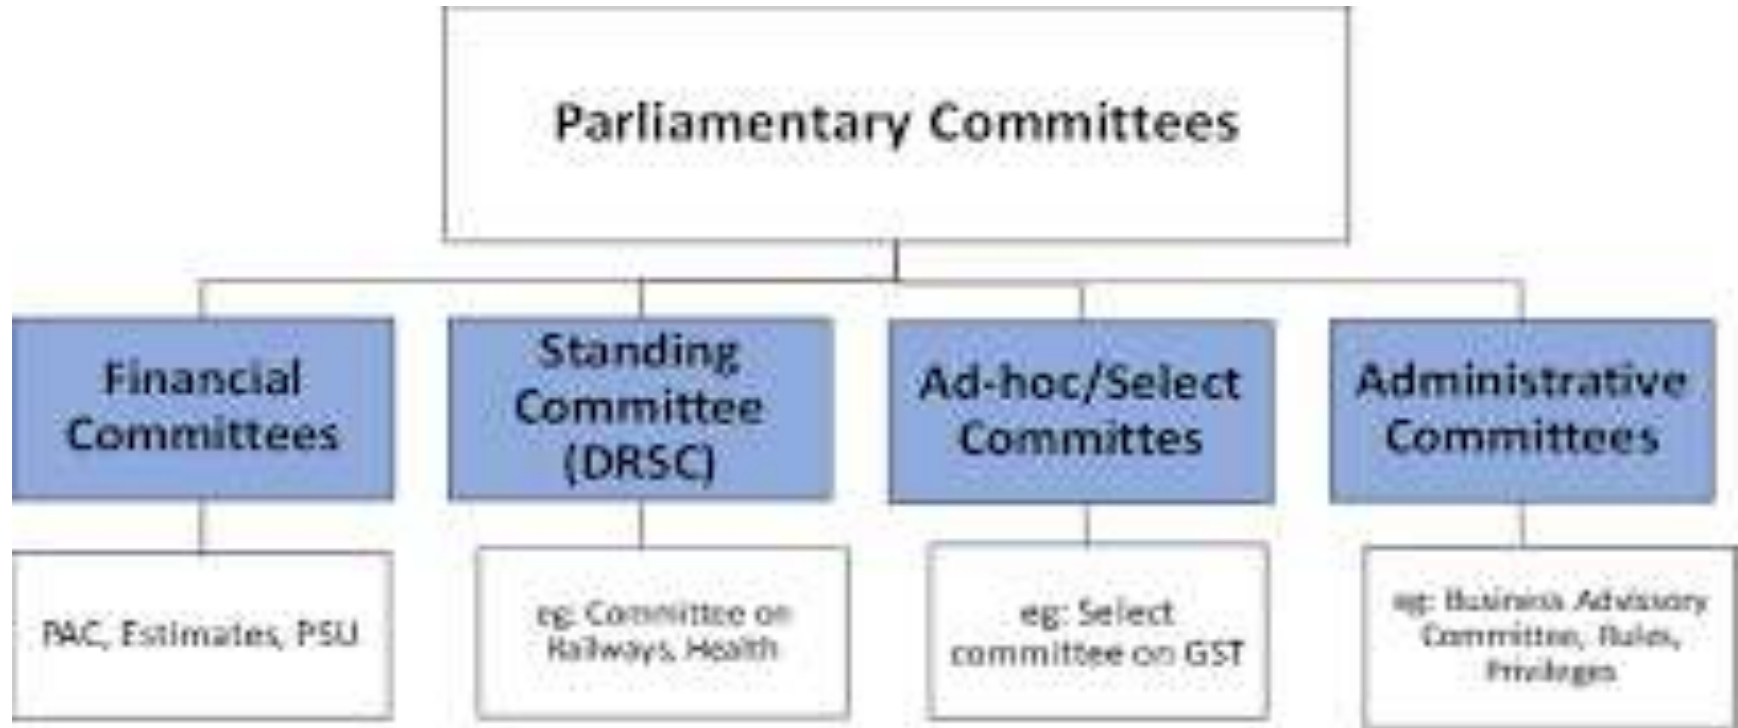 Parliamentary Committees
Financial
Committees
Standing
Committee
(DRSC)
Ad-hoc/Select
Committes
Administrative
Committees
PAC, Estimates, PSU
eg: Committee on
Railways, Health
eg: Select
committee on GST
eg: Business Advisory
Committee, Rules,
Privileges